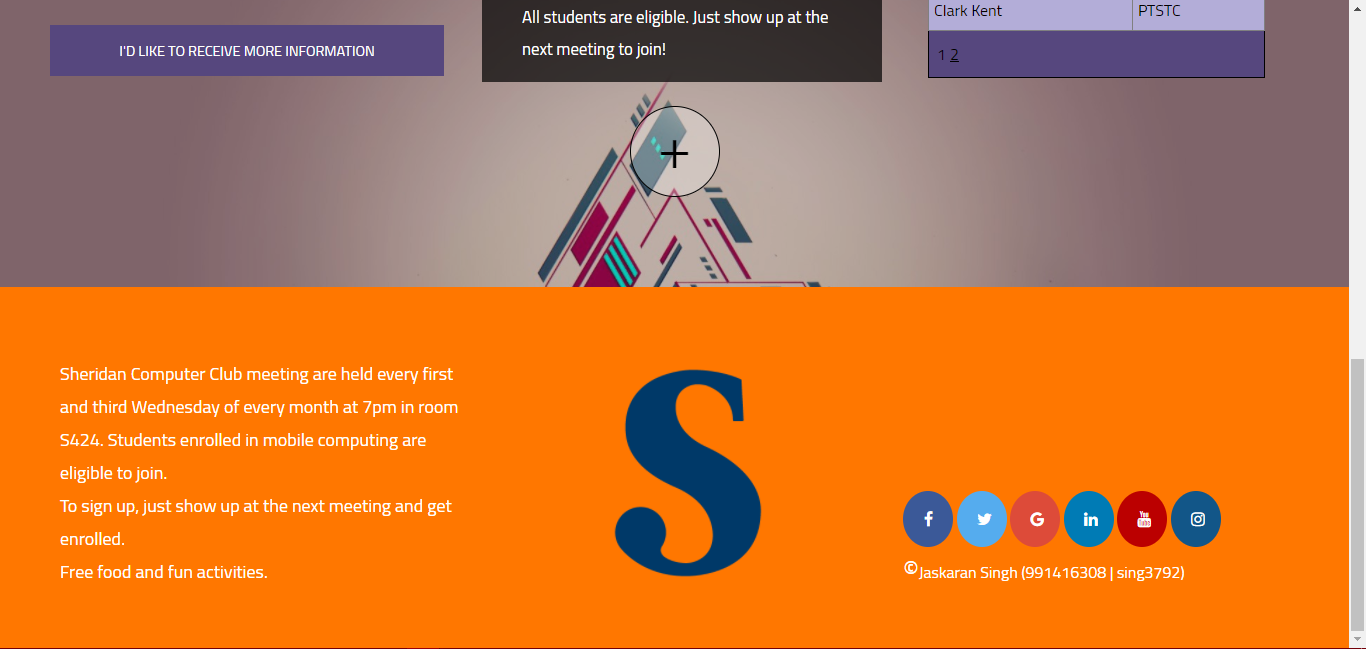 All students are eligible. Just show up at the
next meeting to join!
I'D LIKE TO RECEIVE MORE INFORMATION
Clark Kent PTSTC
1 2
Sheridan Computer Club meeting are held every first
and third Wednesday of every month at 7pm in room
S424. Students enrolled in mobile computing are
eligible to join.
To sign up, just show up at the next meeting and get
enrolled.
Free food and fun activities.
S
f G in You Tube
©Jaskaran Singh (991416308 | sing3792)